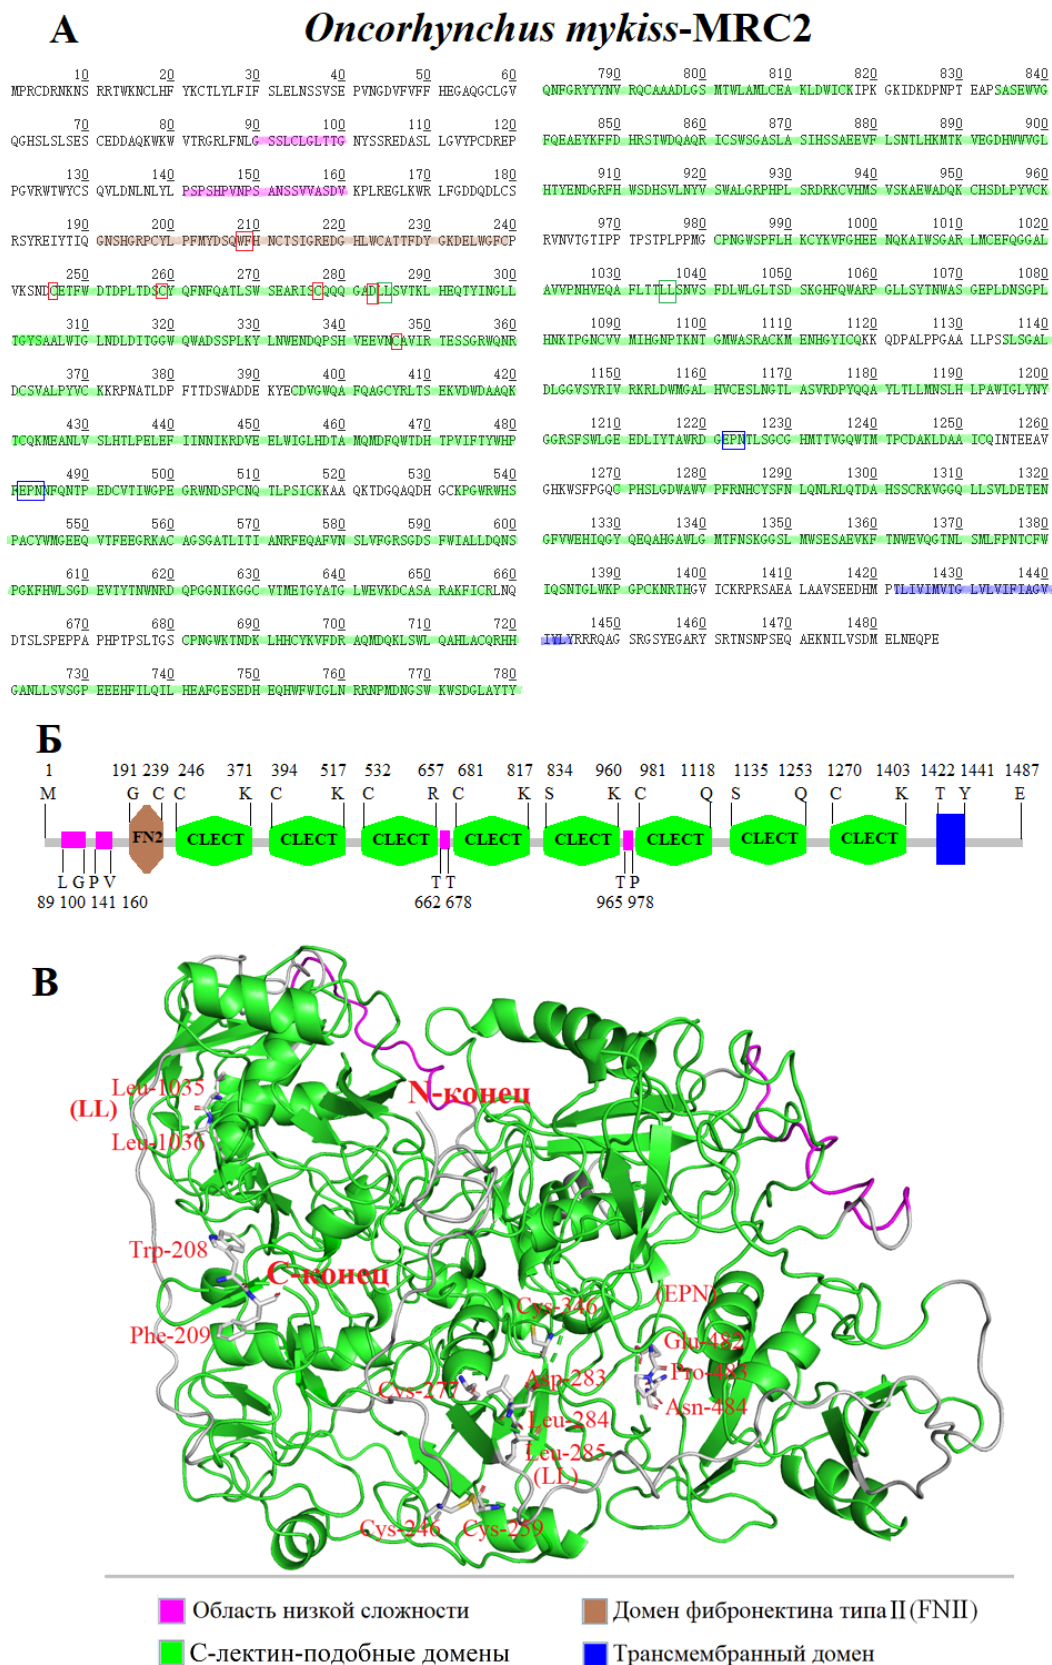 А
Oncorhynchus mykiss-MRC2
10 20 30 40 50 60
MPRCDRNKNS RRTWKNCLHF YKCTLYLFIF SLELNSSVSE PVNGDVFVFF HEGAQGCLGV
70 80 90 100 110 120
QGHSLSLSES CEDDAQKWKW VTRGRLFNLG SSSLCLGLTTG NYSSREDASL LGVYPCDREP
130 140 150 160 170 180
PGVRWTWYCS QVLDNLNLYL PSPSHPVNPS ANSSVVASDV KPLREGLKWR LFGDDQDLCS
190 200 210 220 230 240
RSYREIYTIQ GNSHGRPCYL PFMYDSQWFH NCTSIGREDG HLWCATTFDY GKDELWGFCP
250 260 270 280 290 300
VKSNDCETFW DTDPLTDSCY QFNFQATLSW SEARISCQQQ GADLLSVTKL HEQTYINGLL
310 320 330 340 350 360
TGYSAALWIG LNDLDITGGW QWADSSPLKY LNWENDQPSH VEEVNCAVIR TESSGRWQNR
370 380 390 400 410 420
DCSVALPYVC KKRPNATLDP FTTDSWADDE KYECDVGWQA FQAGCYRLTS EKVDWDAAQK
430 440 450 460 470 480
TCQKMEANLV SLHTLPELEF IINNIKRDVE ELWIGLHDTA MQMDFQWTDH TPVIFTYWHP
490 500 510 520 530 540
FEPNNFQNTP EDCVTIWGPE GRWNDSPCNQ TLPSICKKAA QKTDGQAQDH GCKPGWRWHS
550 560 570 580 590 600
PACYWMGEEQ VTFEEGRKAC AGSGATLITI ANRFEQAFVN SLVFGRSGDS FWIALLDQNS
610 620 630 640 650 660
PGKFHWLSGD EVTYTNWNRD QPGGNIKGGC VTMETGYATG LWEVKDCASA RAKFICRLNQ
670 680 690 700 710 720
DTSLSPEPPA PHPTPSLTGS CPNGWKTNDK LHHCYKVFDR AQMDQKLSWL QAHLACQRHH
730 740 750 760 770 780
GANLLSVSGP EEEHFILQIL HEAFGESEDH EQHWFWIGLN RRNPMDNGSW KWSDGLAYTY
790 800 810 820 830 840
QNFGRYYYNV RQCAAADLGS MTWLAMLCEA KLDWICKIPK GKIDKDPNPT EAPSASEWVG
850 860 870 880 890 900
FQEAEYKFFD HRSTWDQAQR ICSWSGASLA SIHSSAEEVF LSNTLHKMTK VEGDHWWVGL
910 920 930 940 950 960
HTYENDGRFH WSDHSVLNYV SWALGRPHPL SRDRKCVHMS VSKAEWADQK CHSDLPYVCK
970 980 990 1000 1010 1020
RVNVTGTIPP TPSTPLPPMG CPNGWSPFLH KCYKVFGHEE NQKAIWSGAR LMCEFQGGAL
1030 1040 1050 1060 1070 1080
AVVPNHVEQA FLTTLLSNVS FDLWLGLTSD SKGHFQWARP GLLSYTNWAS GEPLDNSGPL
1090 1100 1110 1120 1130 1140
HNKTPGNCVV MIHGNPTKNT GMWASRACKM ENHGYICQKK QDPALPPGAA LLPSSLSGAL
1150 1160 1170 1180 1190 1200
DLGGVSYRIV RKRLDWMGAL HVCESLNGTL ASVRDPYQQA YLTLLMNSLH LPAWIGLYNY
1210 1220 1230 1240 1250 1260
GGRSFSWLGE EDLIYTAWRD GEPNTLSGCG HMTTVGQWTM TPCDAKLDAA ICQINTEEAV
1270 1280 1290 1300 1310 1320
GHKWSFPGQC PHSLGDWAWV PFRNHCYSFN LQNLRLQTDA HSSCRKVGGQ LLSVLDETEN
1330 1340 1350 1360 1370 1380
GFVWEHIQGY QEQAHGAWLG MTFNSKGGSL MWSESAEVKF TNWEVQGTNL SMLFPNTCFW
1390 1400 1410 1420 1430 1440
IQSNTGLWKP GPCKNRTHGV ICKRPRSAEA LAAVSEEDHM PTLIVIMVTG LVLVIFIAGV
1450 1460 1470 1480
IYLYRRRQAG SRGSYEGARY SRTNSNPSEQ AEKNILVSDM ELNEQPE
Б
1 191 239 246 371 394 517 532 657 681 817 834 960 981 1118 1135 1253 1270 1403 1422 1441 1487
M G C C K C K C R C K S K C Q S Q C K T Y E
FN2 CLECT CLECT CLECT CLECT CLECT CLECT CLECT CLECT
L G P V T T T P
89 100 141 160 662 678 965 978
В
Leu-1035
(LL)
Leu-1036
N-конец
Trp-208
С-конец
Phe-209
(EPN)
Cys-346
Glu-482
Pro-483
Asn-484
Cys-277
Asp-283
Leu-284
Leu-285
(LL)
Cys-246
Cys-259
Область низкой сложности
Домен фибронектина типа II (FNII)
С-лектин-подобные домены
Трансмембранный домен